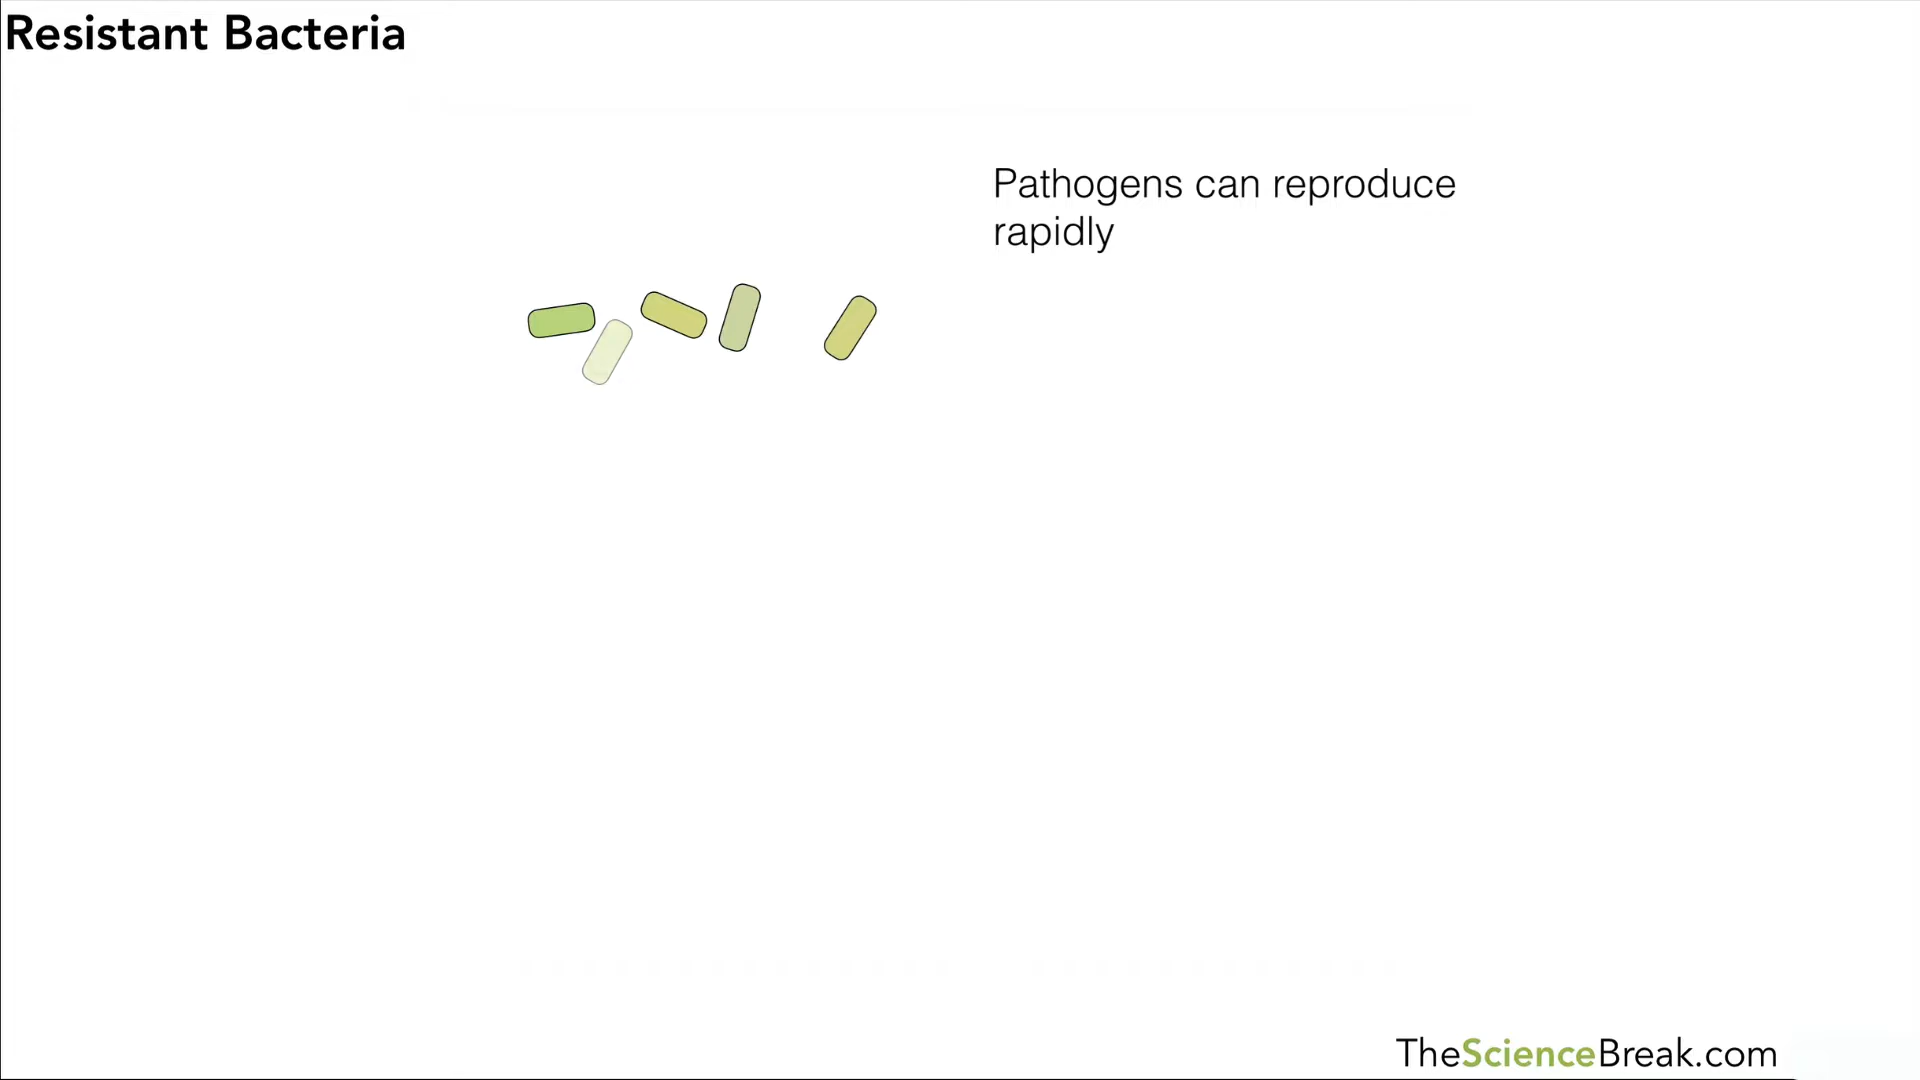 Resistant Bacteria
Pathogens can reproduce
rapidly
TheScienceBreak.com